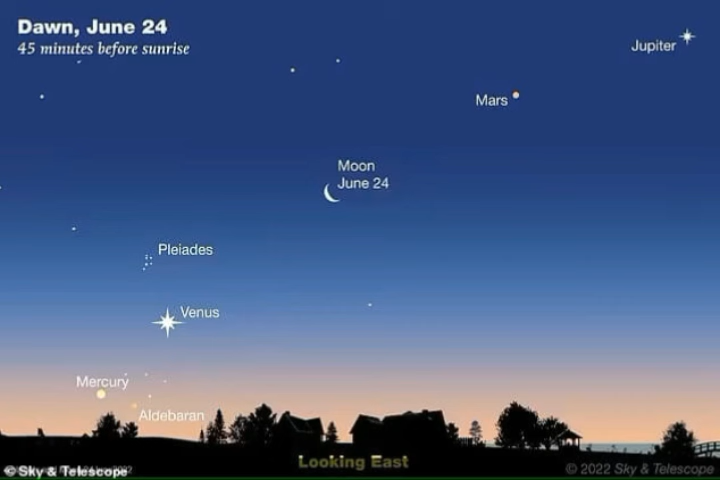 Dawn, June 24
45 minutes before sunrise
Jupiter
Mars
Moon
June 24
Pleiades
Venus
Mercury
Aldebaran
Looking East
© Sky & Telescope
© 2022 Sky & Telescope